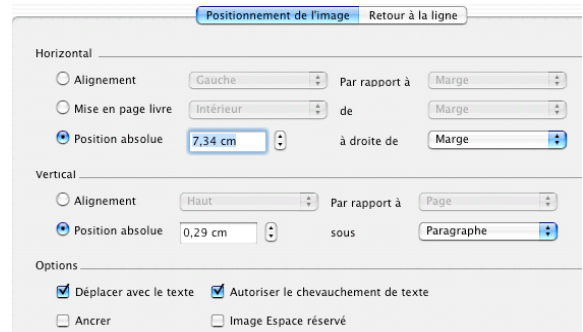 Positionnement de l'image Retour à la ligne
Horizontal
Alignement Gauche Par rapport à Marge
Mise en page livre Intérieur de Marge
Position absolue 7,34 cm à droite de Marge
Vertical
Alignement Haut Par rapport à Page
Position absolue 0,29 cm sous Paragraphe
Options
Déplacer avec le texte Autoriser le chevauchement de texte
Ancrer Image Espace réservé